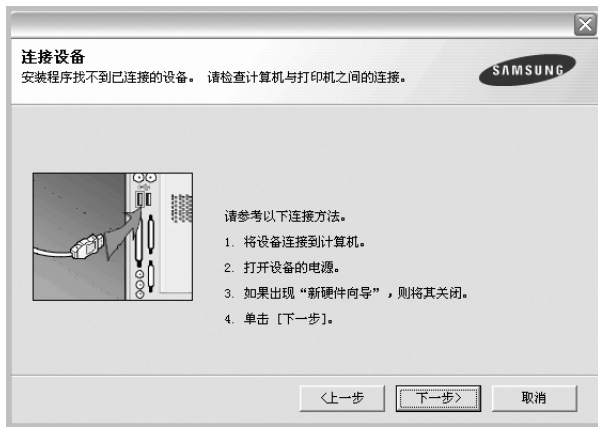 连接设备
安装程序找不到已连接的设备。 请检查计算机与打印机之间的连接。
SAMSUNG
请参考以下连接方法。
1. 将设备连接到计算机。
2. 打开设备的电源。
3. 如果出现“新硬件向导”，则将其关闭。
4. 单击 [下一步]。
<上一步
下一步>
取消